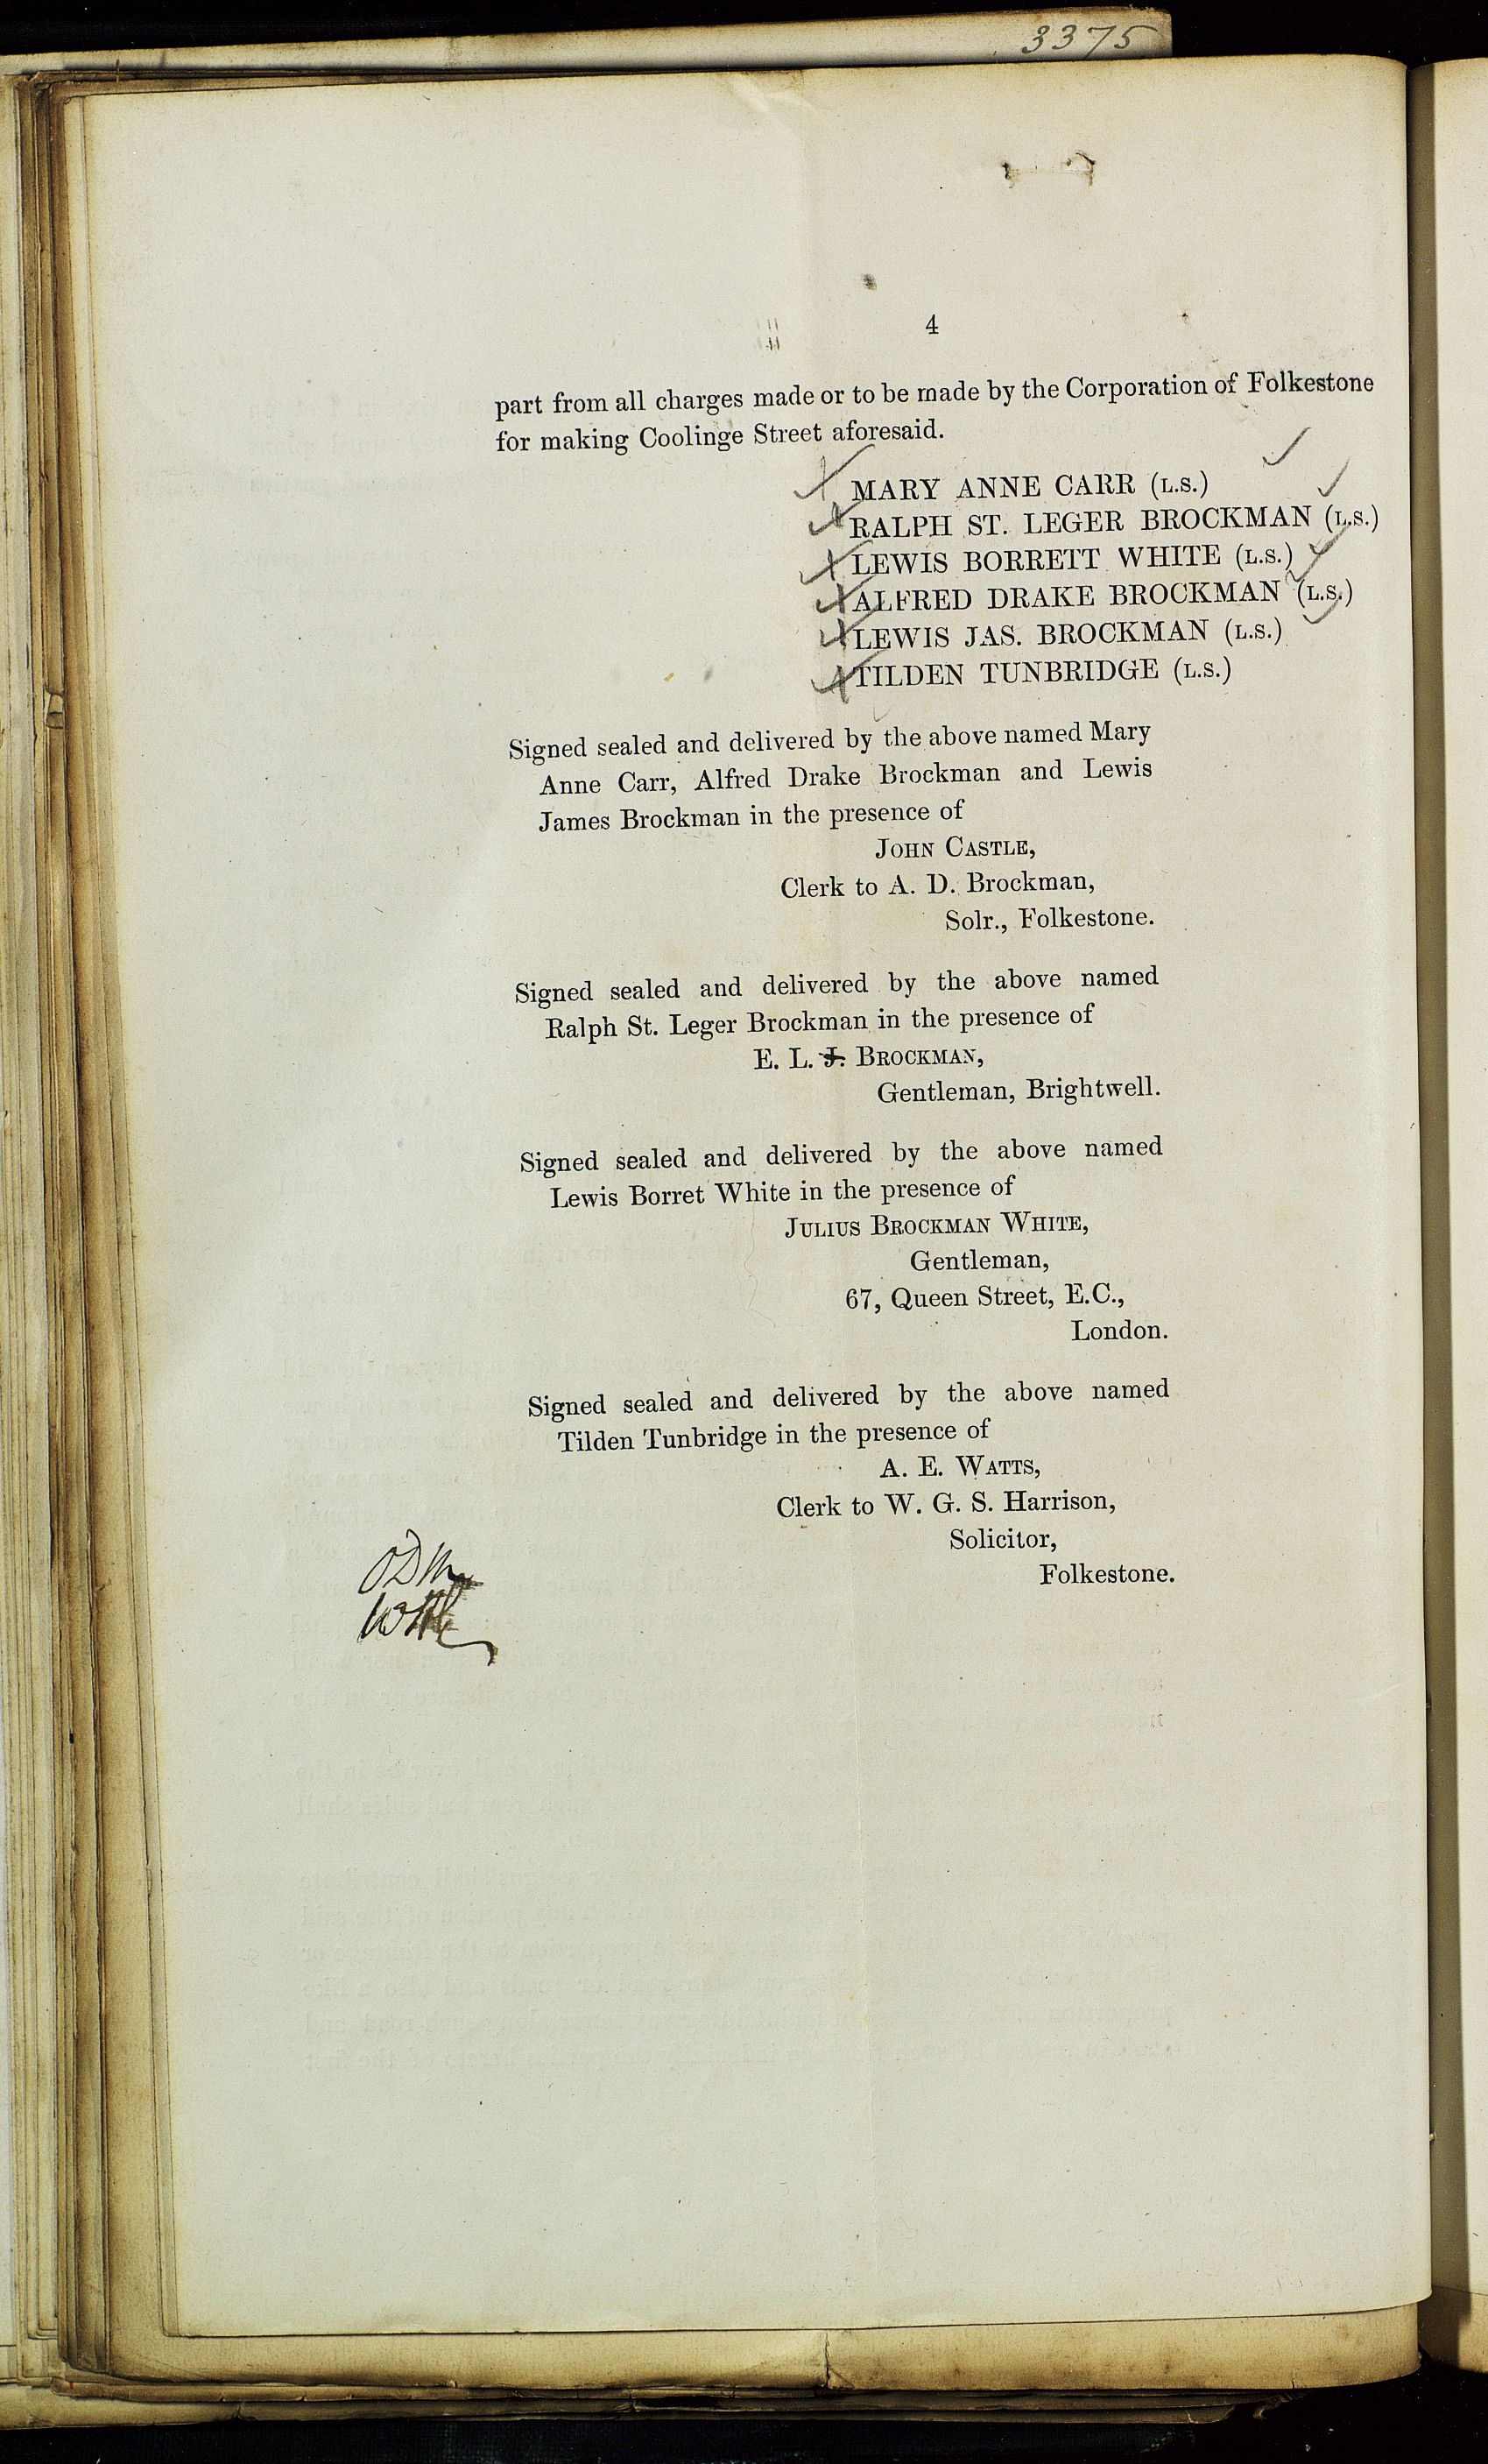 3375
4
part from all charges made or to be made by the Corporation of Folkestone
for making Coolinge Street aforesaid.
MARY ANNE CARR (L.S.)
RALPH ST. LEGER BROCKMAN (L.S.)
LEWIS BORRETT WHITE (L.S.)
ALFRED DRAKE BROCKMAN (L.S.)
LEWIS JAS. BROCKMAN (L.S.)
TILDEN TUNBRIDGE (L.S.)
Signed sealed and delivered by the above named Mary
Anne Carr, Alfred Drake Brockman and Lewis
James Brockman in the presence of
JOHN CASTLE,
Clerk to A. D. Brockman,
Solr., Folkestone.
Signed sealed and delivered by the above named
Ralph St. Leger Brockman in the presence of
E. L. J. BROCKMAN,
Gentleman, Brightwell.
Signed sealed and delivered by the above named
Lewis Borret White in the presence of
JULIUS BROCKMAN WHITE,
Gentleman,
67, Queen Street, E.C.,
London.
Signed sealed and delivered by the above named
Tilden Tunbridge in the presence of
A. E. WATTS,
Clerk to W. G. S. Harrison,
Solicitor,
Folkestone.